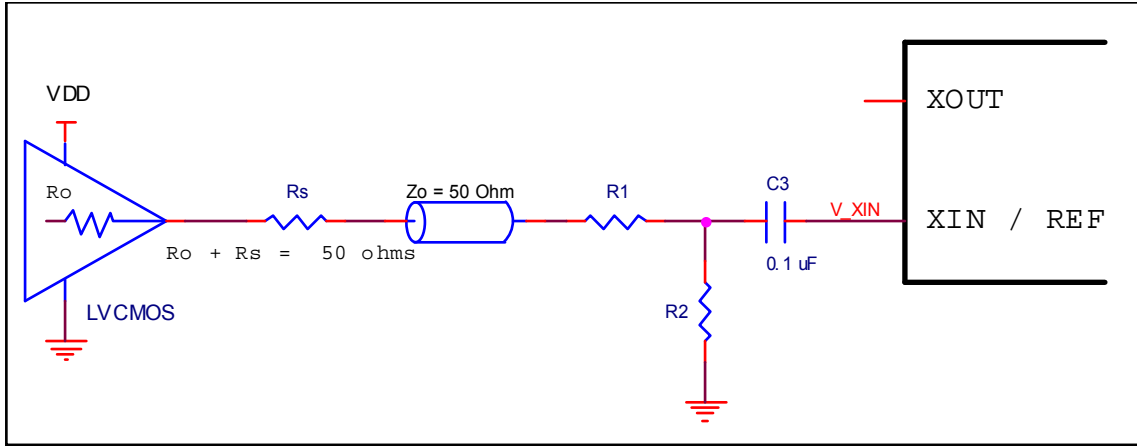 VDD
XOUT
Ro
Rs
Zo = 50 Ohm
R1
C3
V_XIN
XIN / REF
Ro + Rs = 50 ohms
0.1 uF
LVCMOS
R2